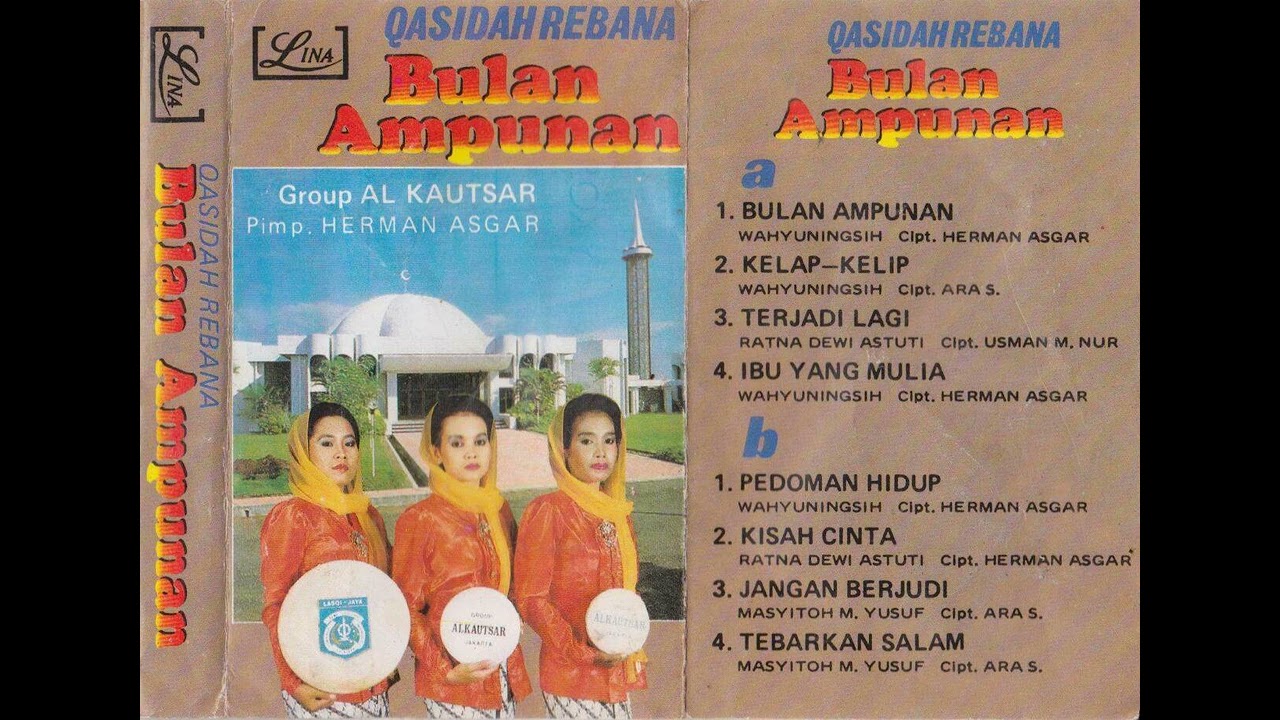 LINA
QASIDAH REBANA
Bulan Ampunan
LINA
QASIDAH REBANA
Bulan
Ampunan
Group AL KAUTSAR
Pimp. HERMAN ASGAR
LASQI-JAYA
GROUP
ALKAUTSAR
JAKARTA
ALKAUTSAR
JAKARTA
QASIDAH REBANA
Bulan
Ampunan
a
1. BULAN AMPUNAN
WAHYUNINGSIH Cipt. HERMAN ASGAR
2. KELAP-KELIP
WAHYUNINGSIH Cipt. ARA S.
3. TERJADI LAGI
RATNA DEWI ASTUTI Cipt. USMAN M. NUR
4. IBU YANG MULIA
WAHYUNINGSIH Cipt. HERMAN ASGAR
b
1. PEDOMAN HIDUP
WAHYUNINGSIH Cipt. HERMAN ASGAR
2. KISAH CINTA
RATNA DEWI ASTUTI Cipt. HERMAN ASGAR
3. JANGAN BERJUDI
MASYITOH M. YUSUF Cipt. ARA S.
4. TEBARKAN SALAM
MASYITOH M. YUSUF Cipt. ARA S.